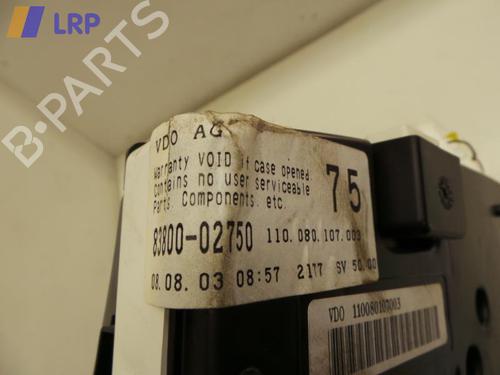 LRP
B-PARTS
VDO AG
Warranty VOID if case opened
Contains no user serviceable
Parts, Components, etc.
75
83800-02750 110.080.107.003
08.08.03 08:57 2177 SV 50.00
VDO 110080107003